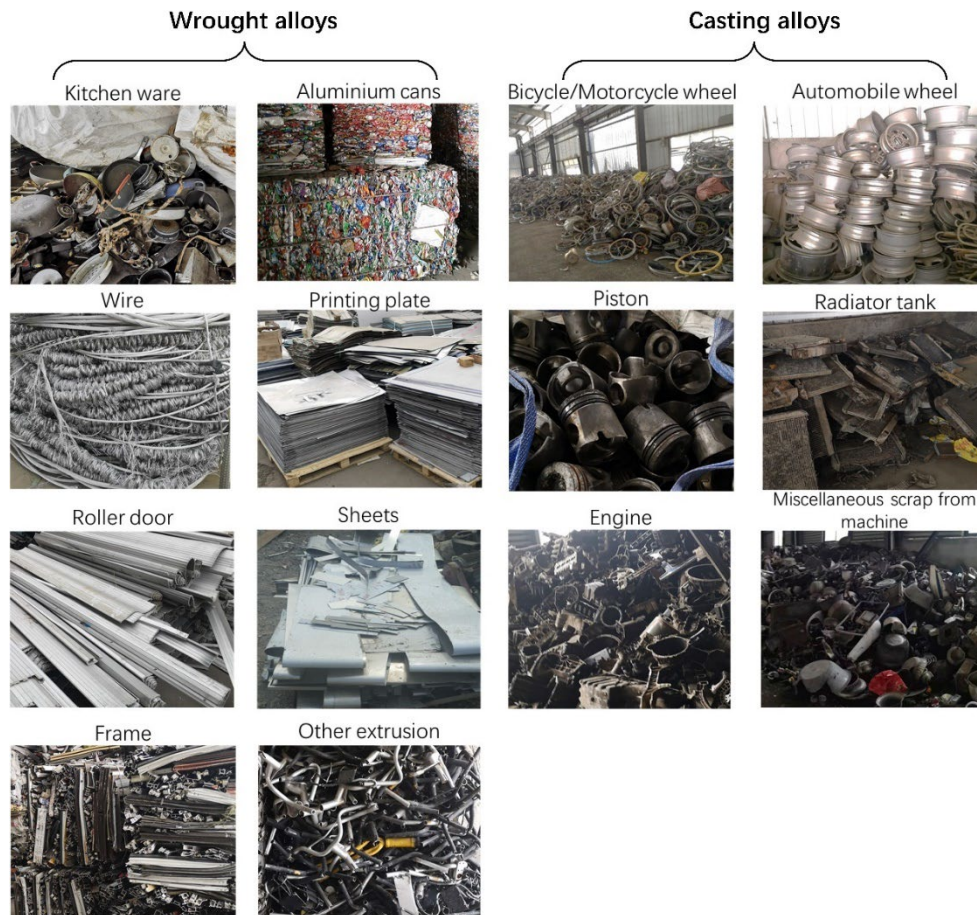 Wrought alloys
Casting alloys
Kitchen ware
Aluminium cans
Bicycle/Motorcycle wheel
Automobile wheel
Wire
Printing plate
Piston
Radiator tank
Roller door
Sheets
Engine
Miscellaneous scrap from
machine
Frame
Other extrusion